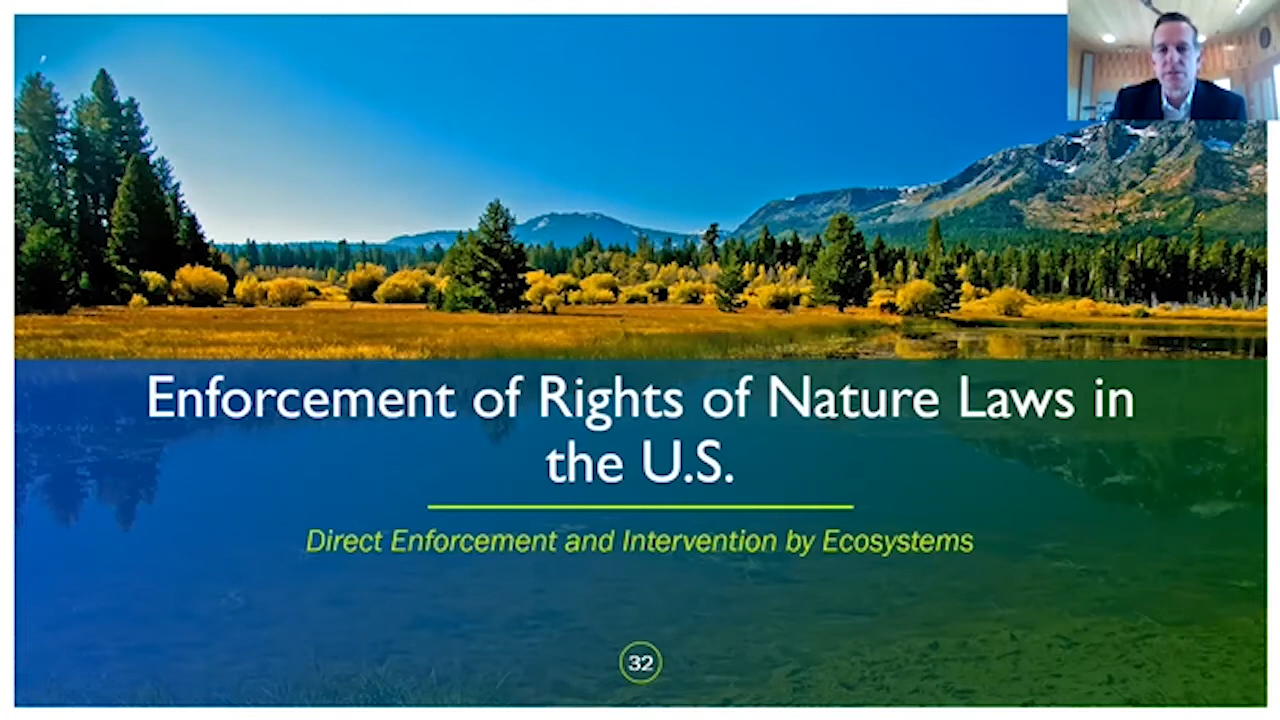 Enforcement of Rights of Nature Laws in
the U.S.
Direct Enforcement and Intervention by Ecosystems
32